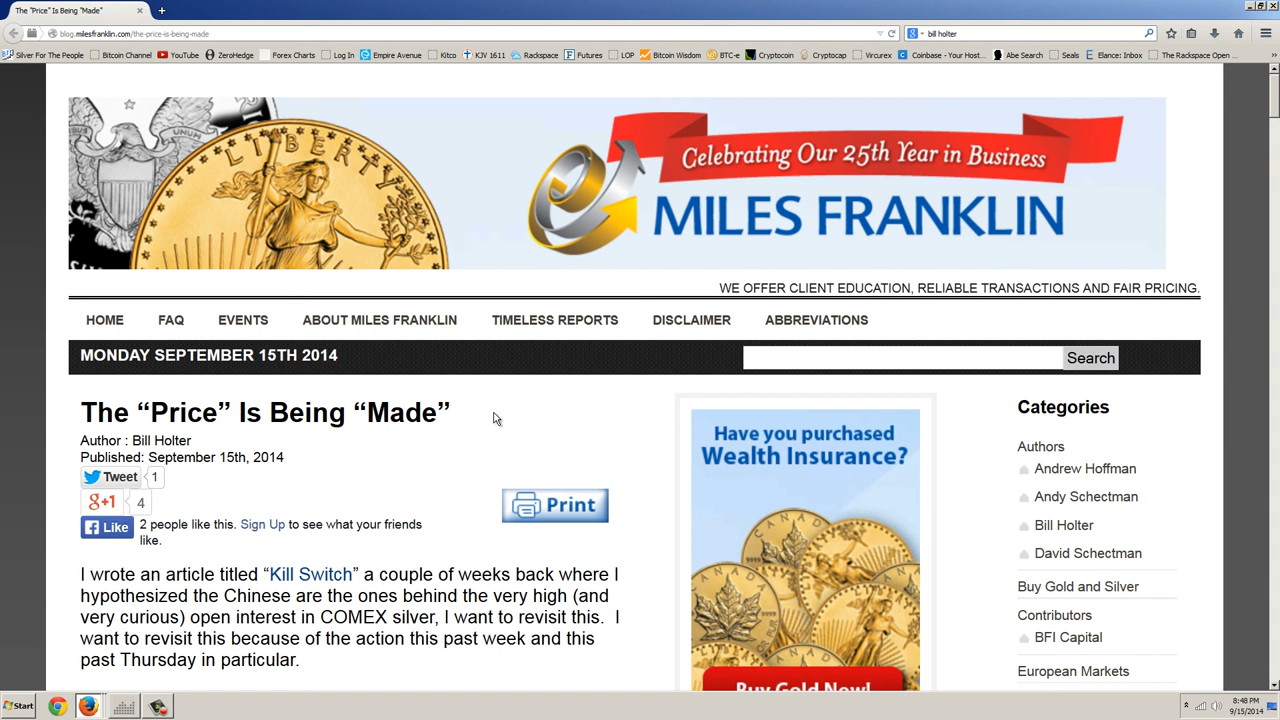 The "Price" Is Being "Made"
blog.milesfranklin.com/the-price-is-being-made
bill holter
Silver For The People
Bitcoin Channel
YouTube
ZeroHedge
Forex Charts
Log In
Empire Avenue
Kitco
KJV 1611
Rackspace
Futures
LOP
Bitcoin Wisdom
BTC-e
Cryptocoin
Cryptocap
Vircurex
Coinbase - Your Host...
Abe Search
Seals
Elance: Inbox
The Rackspace Open ...
UNUM
LIBERTY
Celebrating Our 25th Year in Business
MILES FRANKLIN
WE OFFER CLIENT EDUCATION, RELIABLE TRANSACTIONS AND FAIR PRICING.
HOME FAQ EVENTS ABOUT MILES FRANKLIN TIMELESS REPORTS DISCLAIMER ABBREVIATIONS
MONDAY SEPTEMBER 15TH 2014
Search
The “Price” Is Being “Made”
Author : Bill Holter
Published: September 15th, 2014
Tweet 1
g+1 4
Like 2 people like this. Sign Up to see what your friends
like.
Print
I wrote an article titled “Kill Switch” a couple of weeks back where I
hypothesized the Chinese are the ones behind the very high (and
very curious) open interest in COMEX silver, I want to revisit this. I
want to revisit this because of the action this past week and this
past Thursday in particular.
Have you purchased
Wealth Insurance?
CANADA
Buy Gold Now!
Categories
Authors
Andrew Hoffman
Andy Schectman
Bill Holter
David Schectman
Buy Gold and Silver
Contributors
BFI Capital
European Markets
Start
8:48 PM
9/15/2014